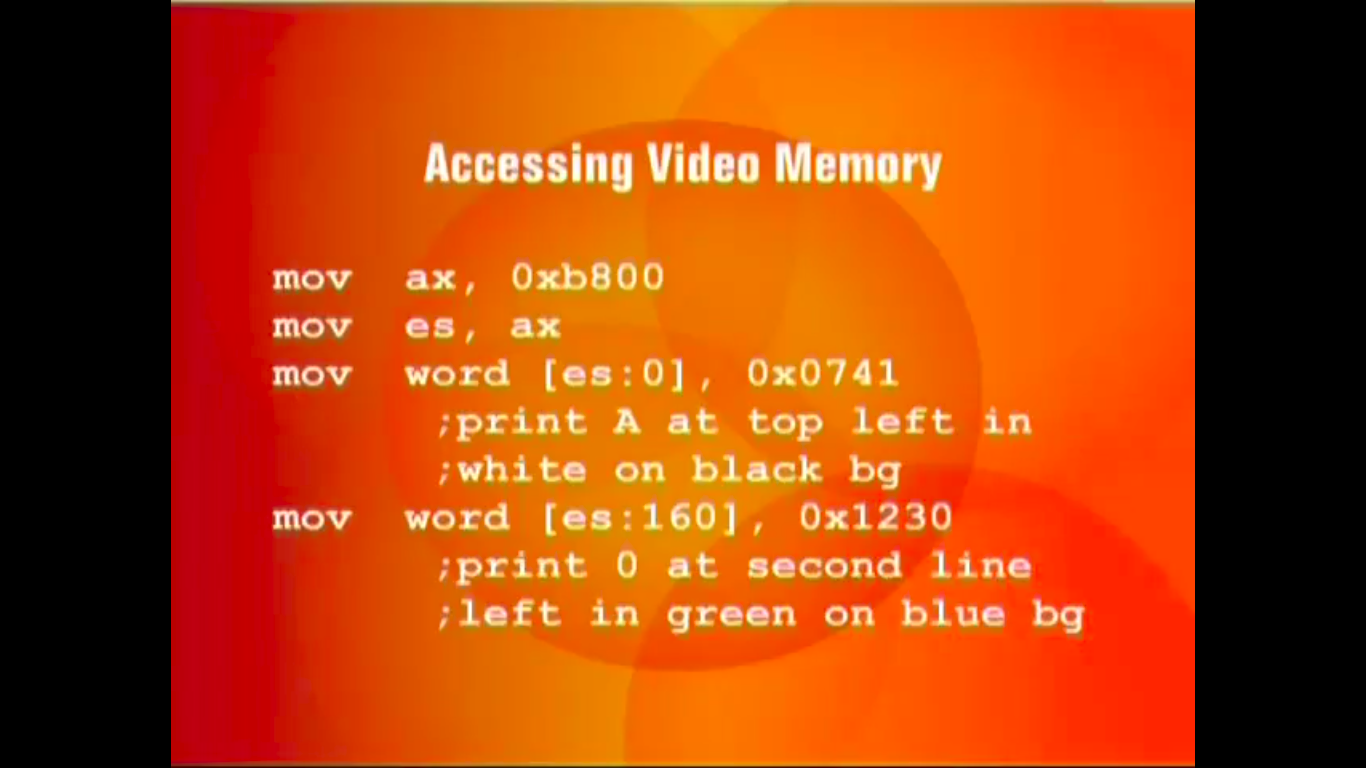 Accessing Video Memory
mov ax, 0xb800
mov es, ax
mov word [es:0], 0x0741
;print A at top left in
;white on black bg
mov word [es:160], 0x1230
;print 0 at second line
;left in green on blue bg